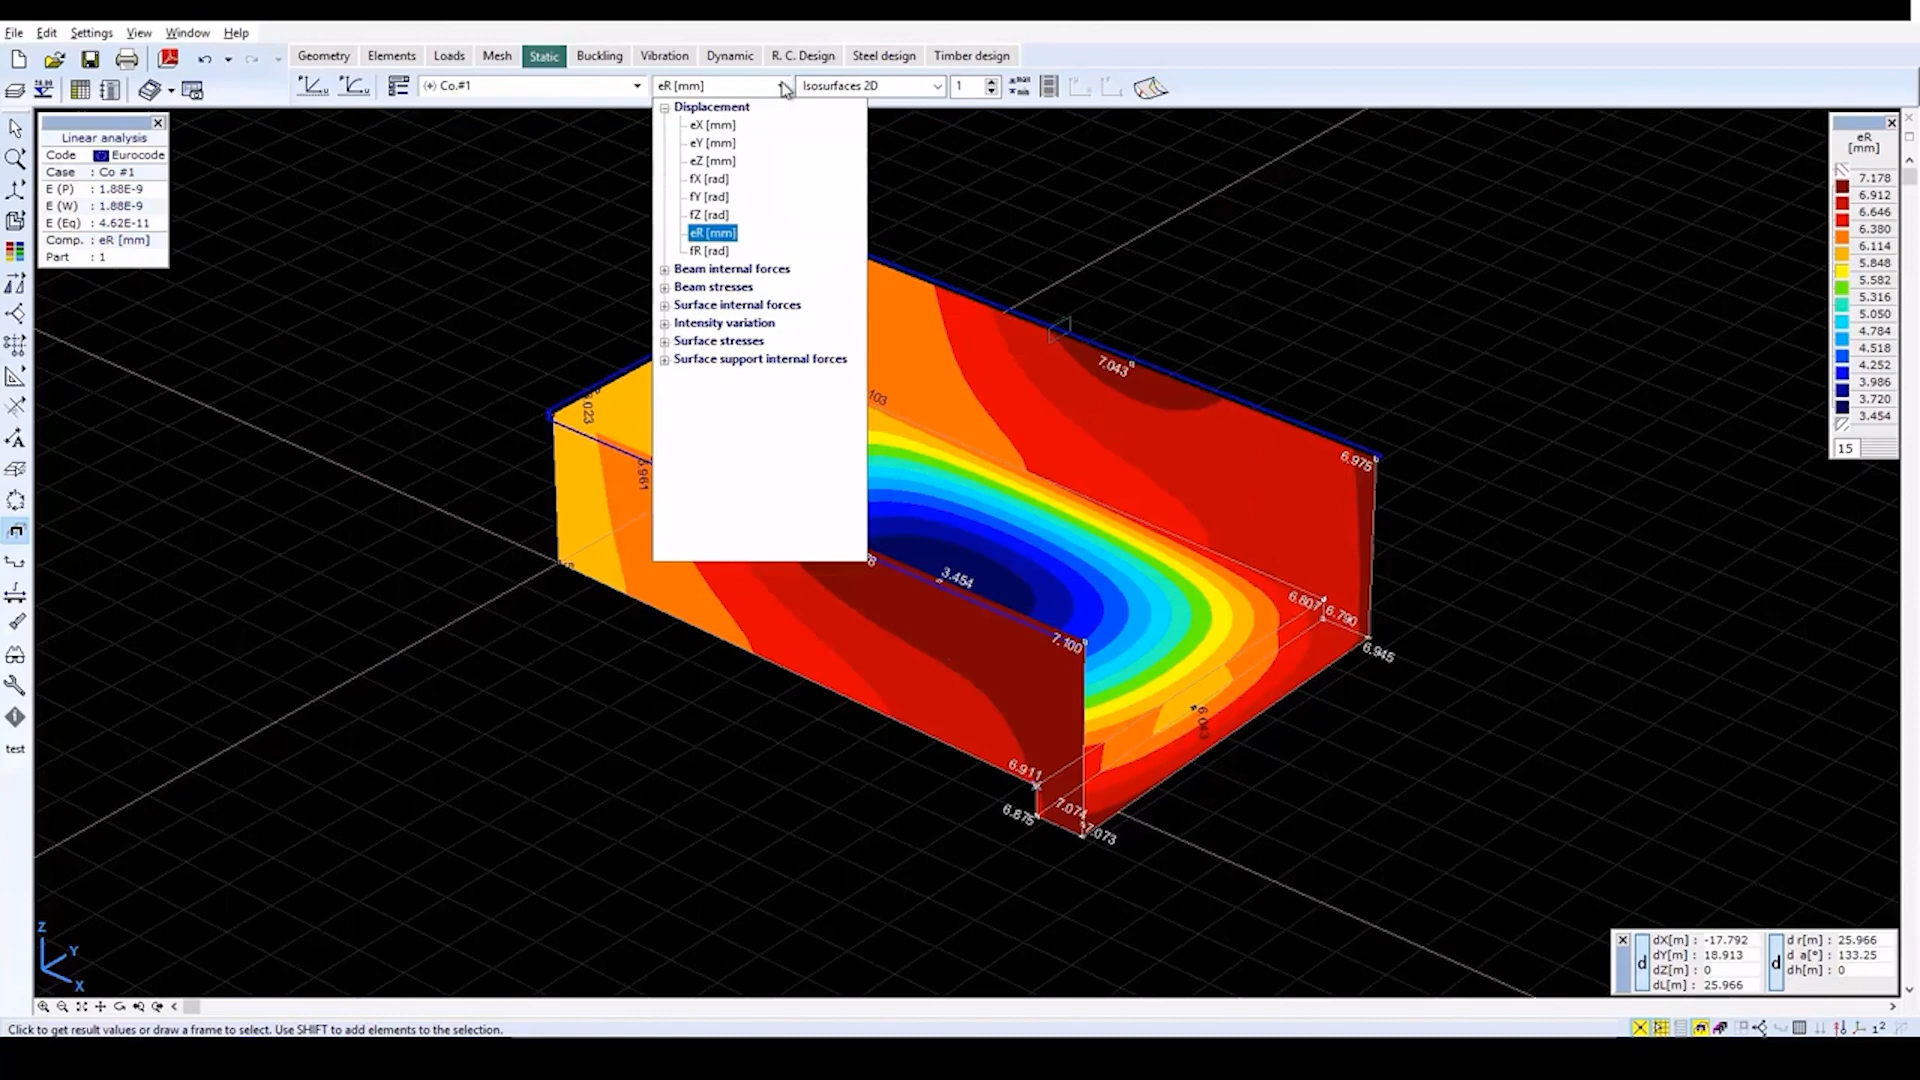 File Edit Settings View Window Help
Geometry Elements Loads Mesh Static Buckling Vibration Dynamic R. C. Design Steel design Timber design
(+) Co.#1 eR [mm] Isosurfaces 2D 1
Linear analysis
Code Eurocode
Case : Co #1
E (P) : 1.88E-9
E (W) : 1.88E-9
E (Eq) : 4.62E-11
Comp. : eR [mm]
Part : 1
Displacement
eX [mm]
eY [mm]
eZ [mm]
fX [rad]
fY [rad]
fZ [rad]
eR [mm]
fR [rad]
Beam internal forces
Beam stresses
Surface internal forces
Intensity variation
Surface stresses
Surface support internal forces
eR
[mm]
7.178
6.912
6.646
6.380
6.114
5.848
5.582
5.316
5.050
4.784
4.518
4.252
3.986
3.720
3.454
15
7.043
103
.023
6.975
5.961
8
3.454
6.807
6.790
7.100
6.945
6.043
6.911
6.875
7.074
7.073
test
Z
Y
X
d
dX[m] : -17.792
dY[m] : 18.913
dZ[m] : 0
dL[m] : 25.966
d
d r[m] : 25.966
d a[°] : 133.25
dh[m] : 0
Click to get result values or draw a frame to select. Use SHIFT to add elements to the selection.